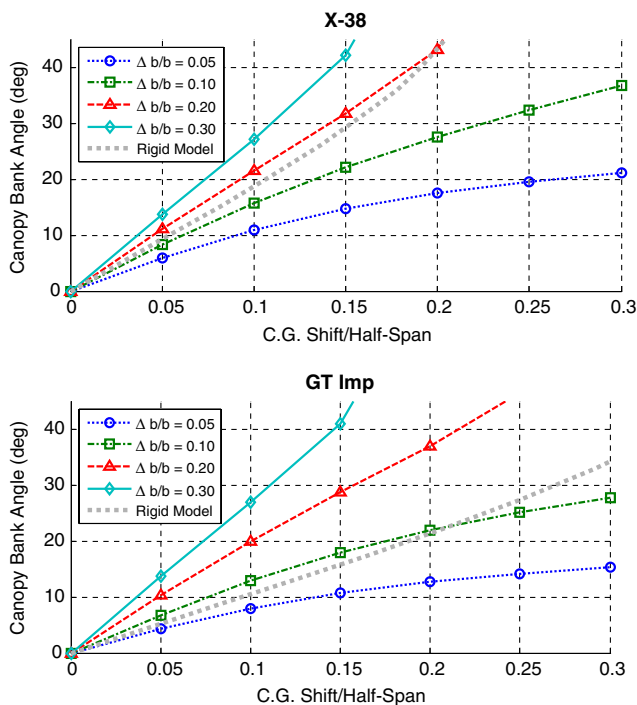 X-38
Δ b/b = 0.05
Δ b/b = 0.10
Δ b/b = 0.20
Δ b/b = 0.30
Rigid Model
Canopy Bank Angle (deg)
40
30
20
10
0
0 0.05 0.1 0.15 0.2 0.25 0.3
C.G. Shift/Half-Span
GT Imp
Δ b/b = 0.05
Δ b/b = 0.10
Δ b/b = 0.20
Δ b/b = 0.30
Rigid Model
Canopy Bank Angle (deg)
40
30
20
10
0
0 0.05 0.1 0.15 0.2 0.25 0.3
C.G. Shift/Half-Span